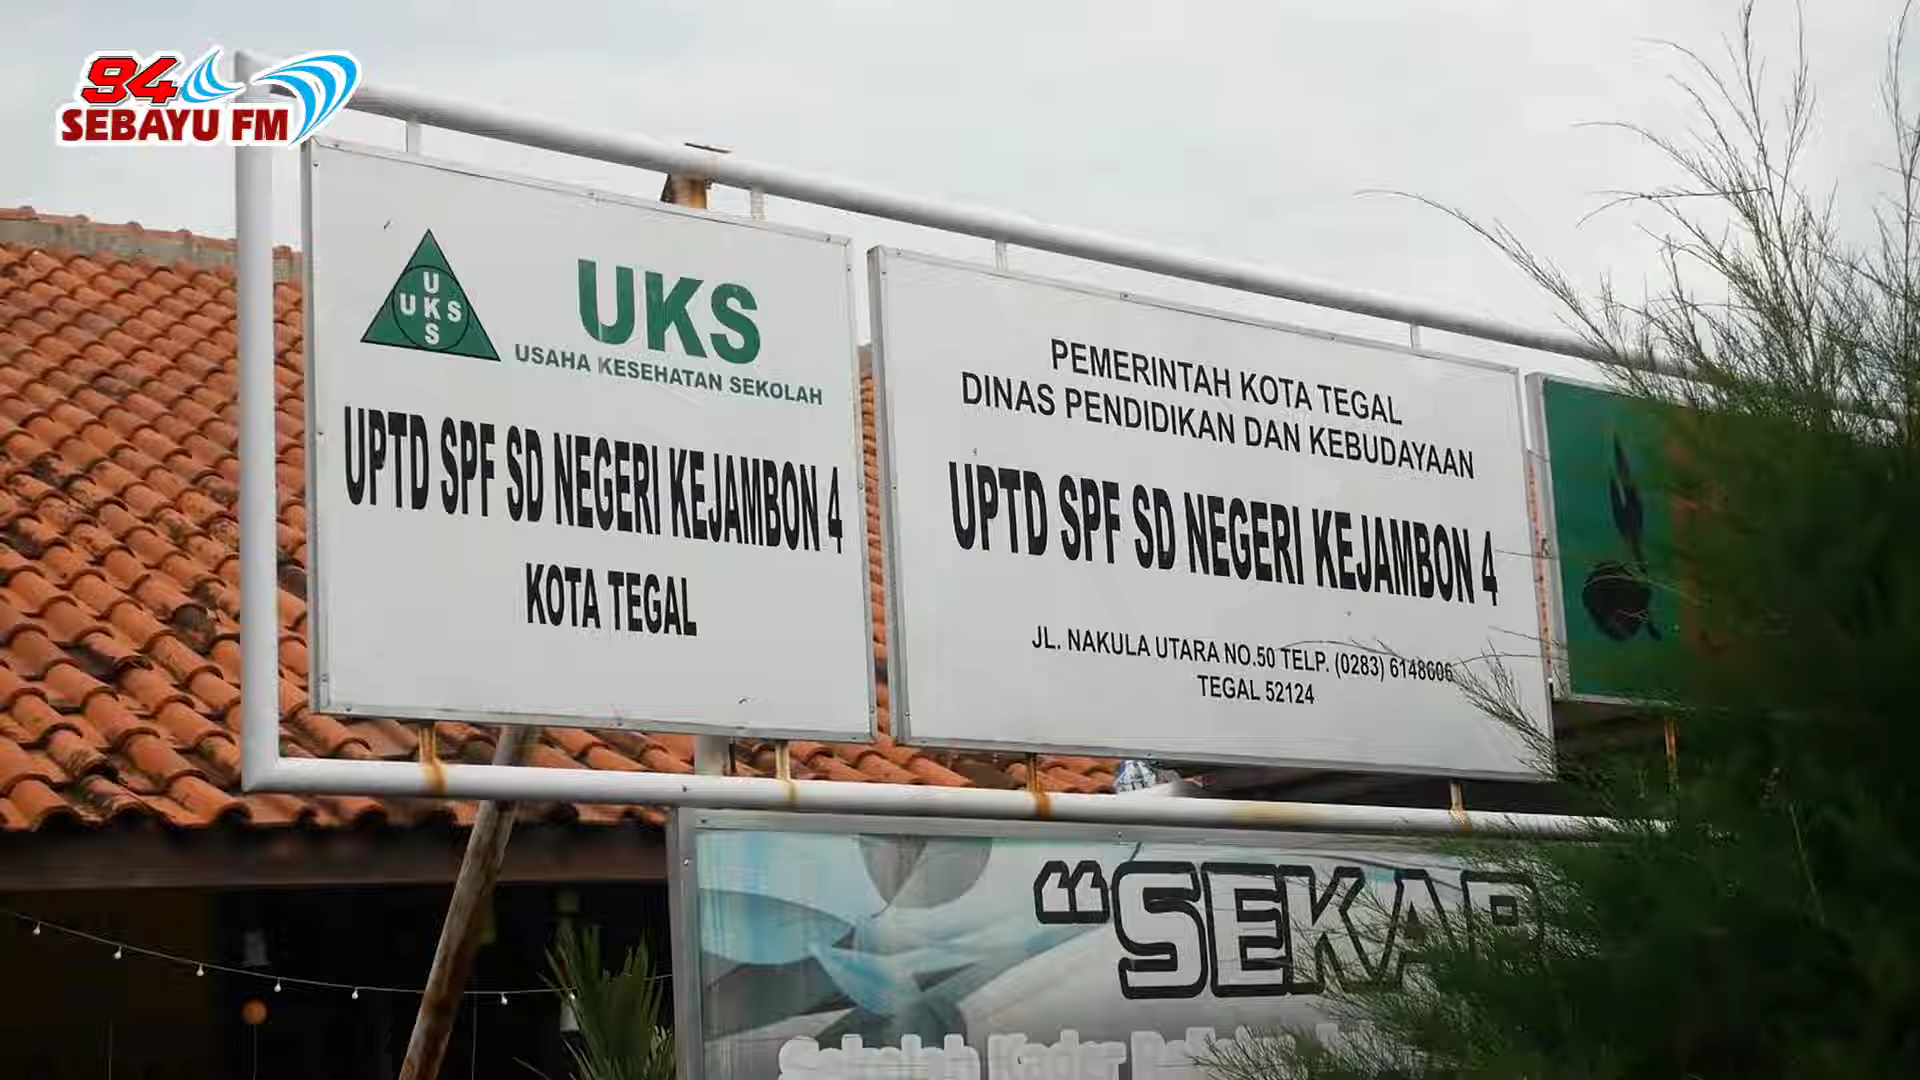 94
SEBAYU FM
U
UKS
S
UKS
USAHA KESEHATAN SEKOLAH
UPTD SPF SD NEGERI KEJAMBON 4
KOTA TEGAL
PEMERINTAH KOTA TEGAL
DINAS PENDIDIKAN DAN KEBUDAYAAN
UPTD SPF SD NEGERI KEJAMBON 4
JL. NAKULA UTARA NO.50 TELP. (0283) 6148606
TEGAL 52124
"SEKAR
Sekolah Kader